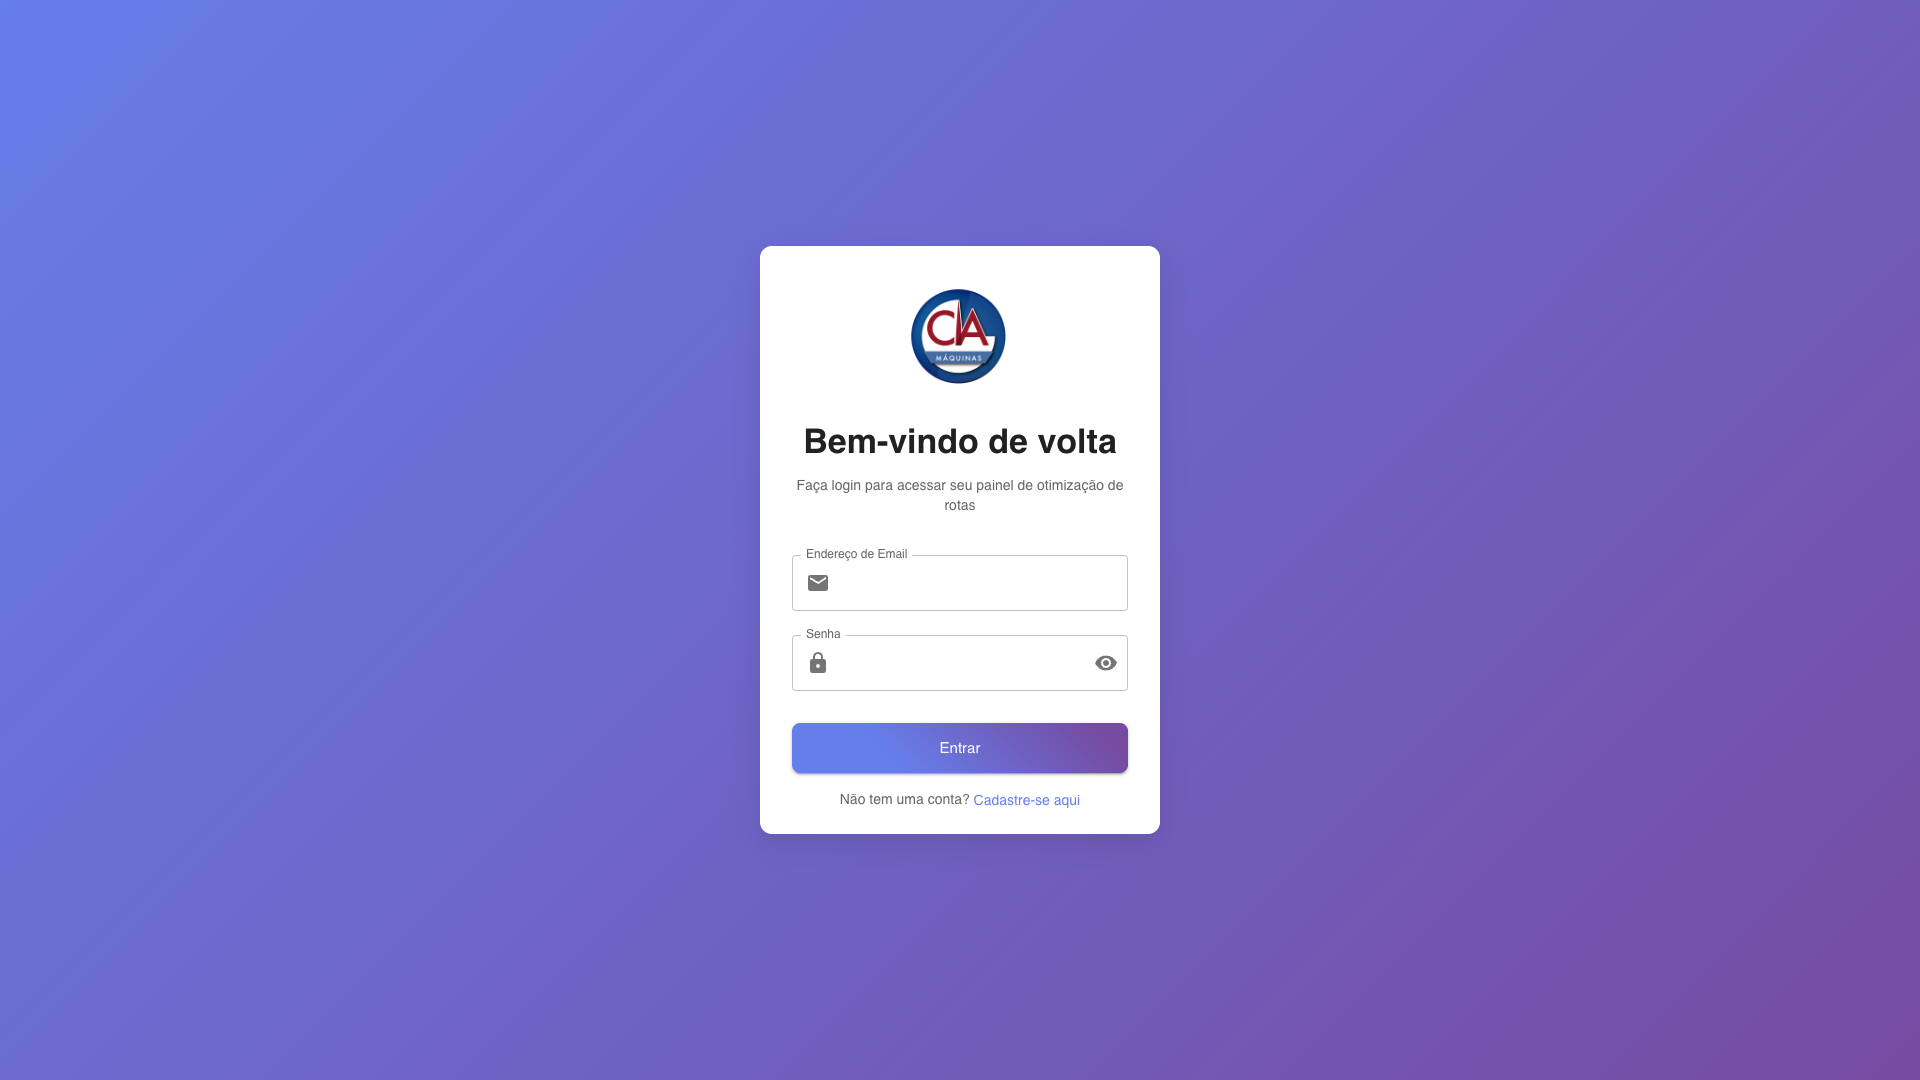 CIA
MÁQUINAS
Bem-vindo de volta
Faça login para acessar seu painel de otimização de
rotas
Endereço de Email
Senha
Entrar
Não tem uma conta? Cadastre-se aqui